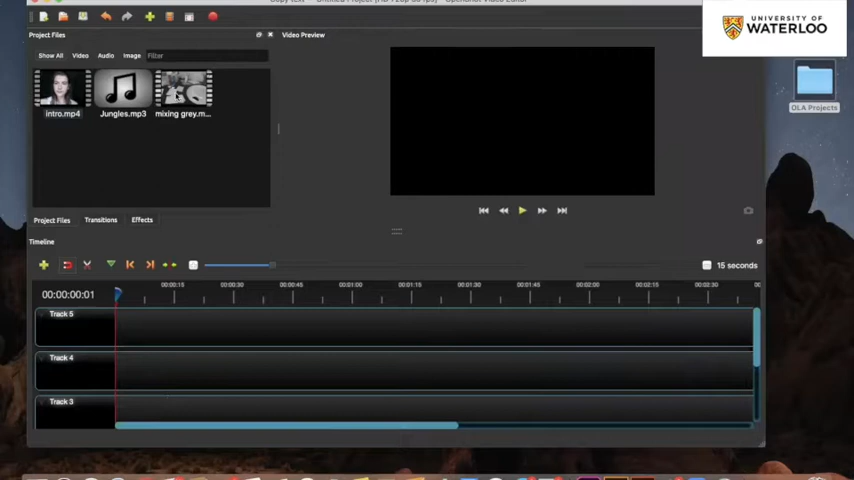 UNIVERSITY OF
WATERLOO
Project Files
Video Preview
Show All
Video
Audio
Image
Filter
intro.mp4
Jungles.mp3
mixing grey.m...
OLA Projects
Project Files
Transitions
Effects
Timeline
15 seconds
00:00:00:01
00:00:15
00:00:30
00:00:45
00:01:00
00:01:15
00:01:30
00:01:45
00:02:00
00:02:15
00:02:30
Track 5
Track 4
Track 3